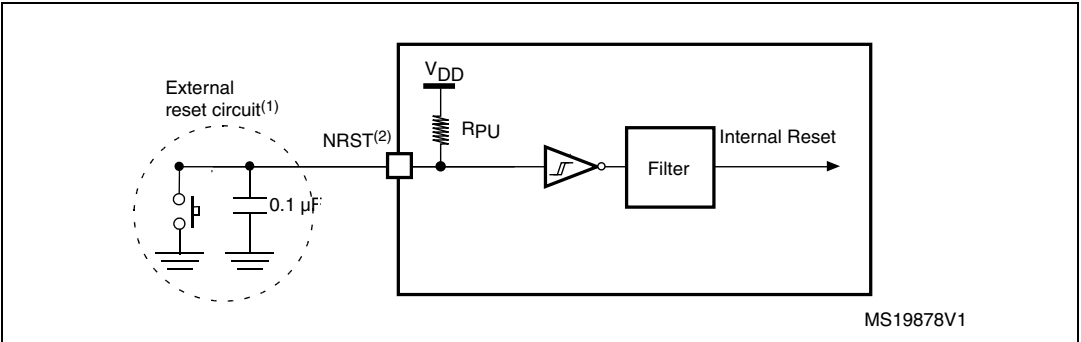 External
reset circuit(1)
VDD
NRST(2)
RPU
Internal Reset
Filter
0.1 µF
MS19878V1